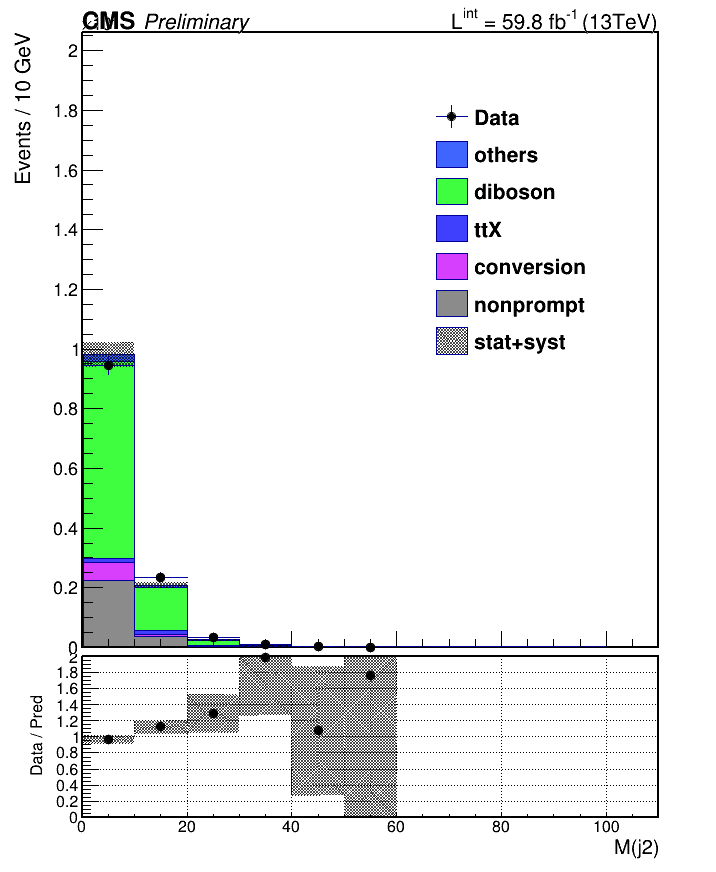 CMS Preliminary
L^int = 59.8 fb^-1 (13TeV)
Events / 10 GeV
2
1.8
1.6
1.4
1.2
1
0.8
0.6
0.4
0.2
0
Data
others
diboson
ttX
conversion
nonprompt
stat+syst
Data / Pred
2
1.8
1.6
1.4
1.2
1
0.8
0.6
0.4
0.2
0
0 20 40 60 80 100
M(j2)